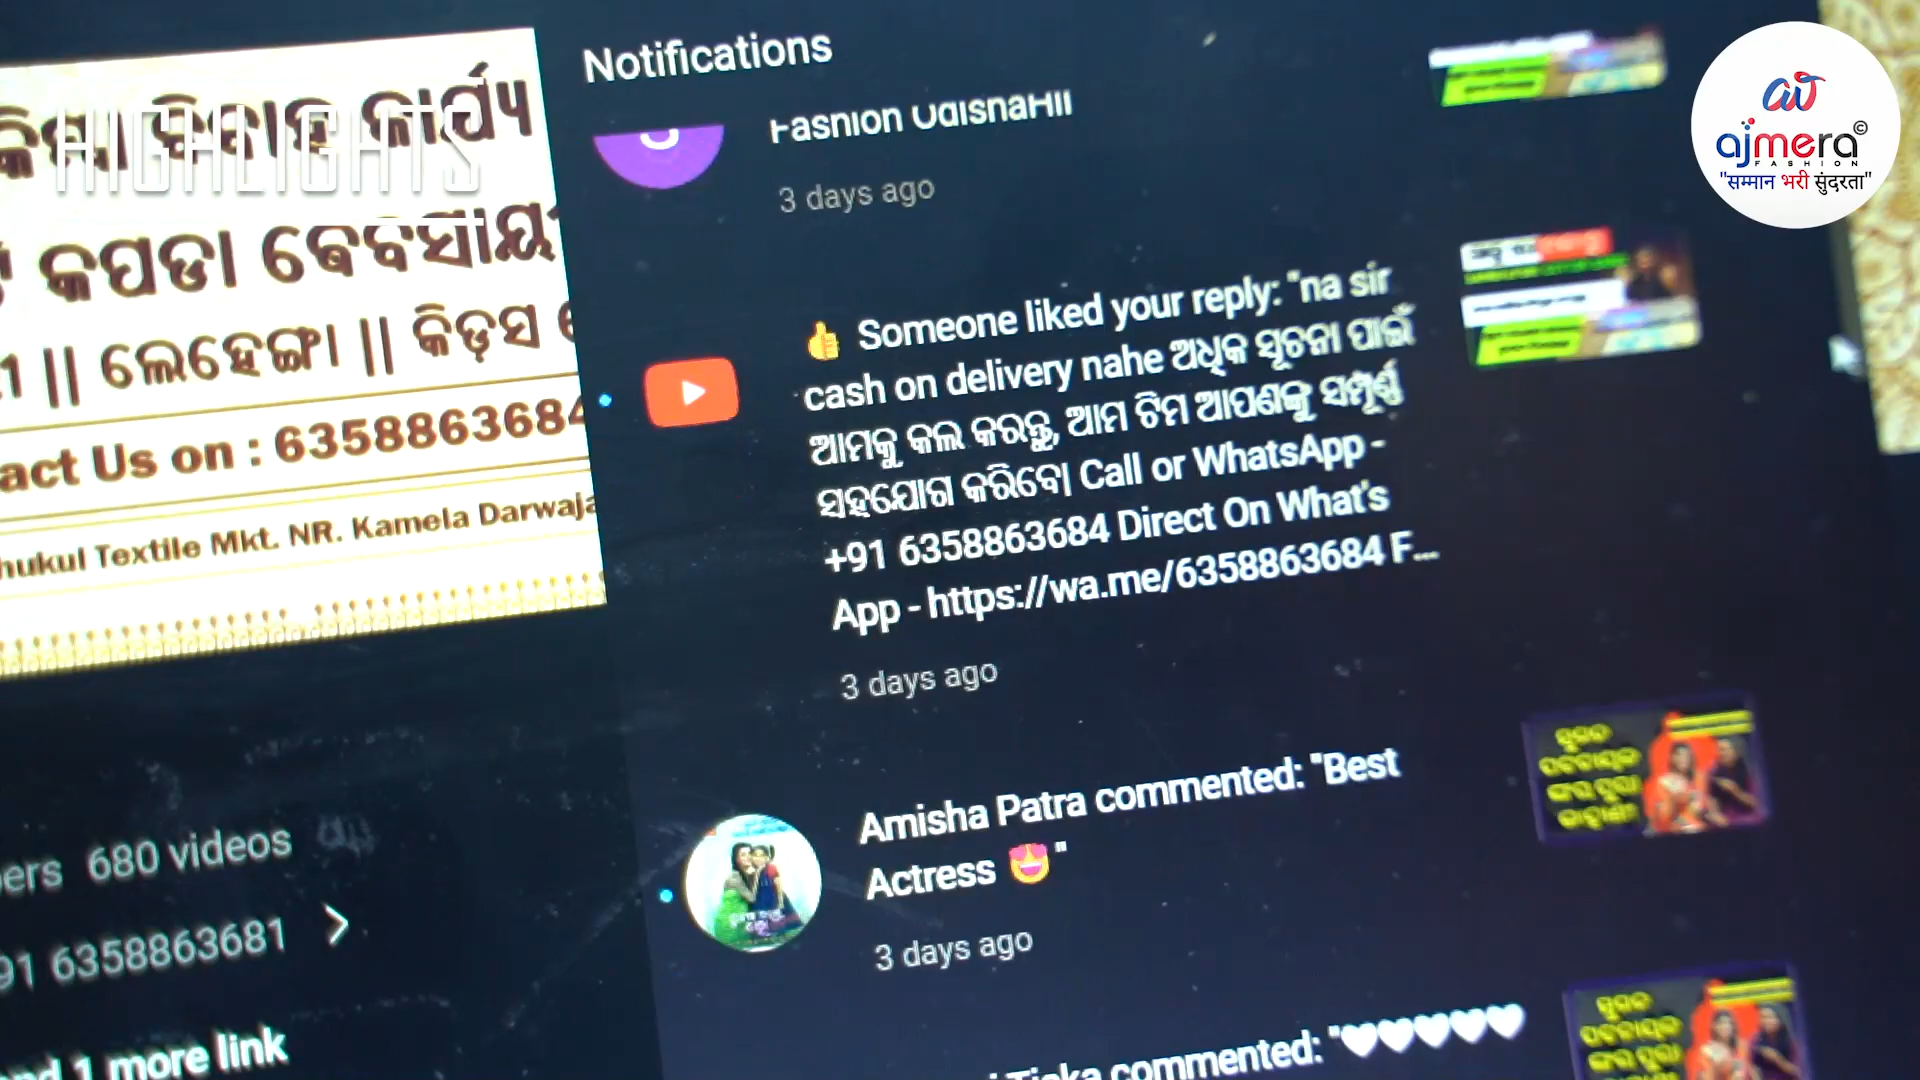 HIGHLIGHTS
କିମ୍ବା ବିବାହ କାର୍ଯ୍ୟ
କପଡା ବେବସାୟ
|| ଲେହେଙ୍ଗା || କିଡ଼ସ
act Us on : 6358863684
hukul Textile Mkt. NR. Kamela Darwaja
ers 680 videos
91 6358863681
nd 1 more link
Notifications
Fashion OdishaHII
3 days ago
👍 Someone liked your reply: "na sir
cash on delivery nahe ଅଧିକ ସୂଚନା ପାଇଁ
ଆମକୁ କଲ କରନ୍ତୁ, ଆମ ଟିମ ଆପଣଙ୍କୁ ସମ୍ପୂର୍ଣ୍ଣ
ସହଯୋଗ କରିବେ| Call or WhatsApp -
+91 6358863684 Direct On What's
App - https://wa.me/6358863684 F...
3 days ago
Amisha Patra commented: "Best
Actress 😍"
3 days ago
commented: "🤍🤍🤍🤍🤍
ajmera©
FASHION
"सम्मान भरी सुंदरता"